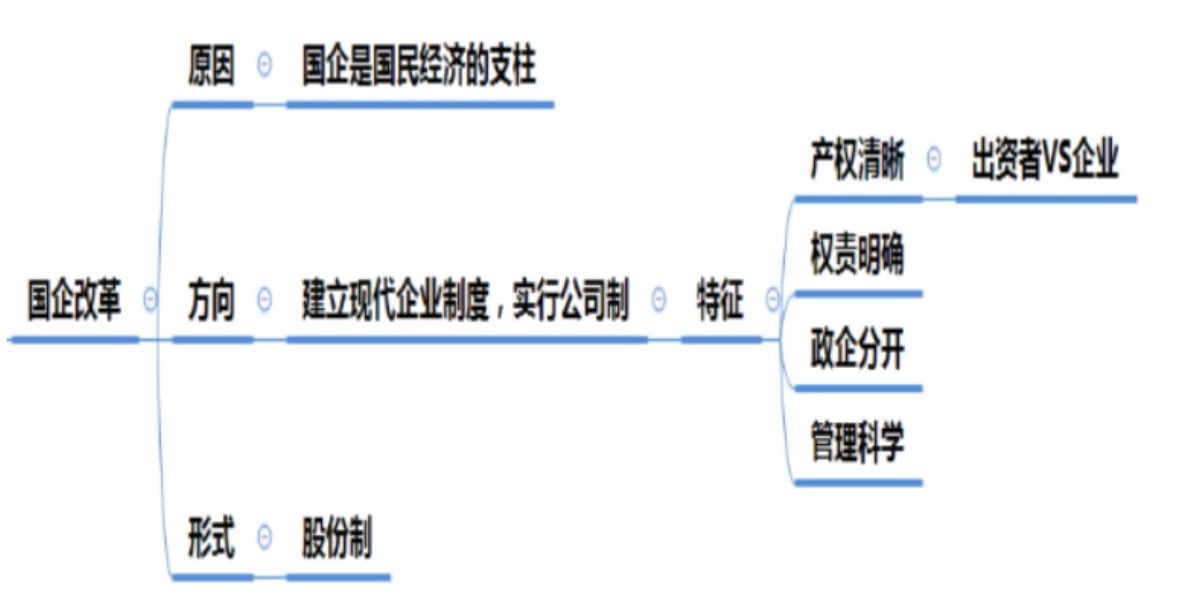 原因
国企是国民经济的支柱
产权清晰
出资者VS企业
权责明确
国企改革
方向
建立现代企业制度，实行公司制
特征
政企分开
管理科学
形式
股份制